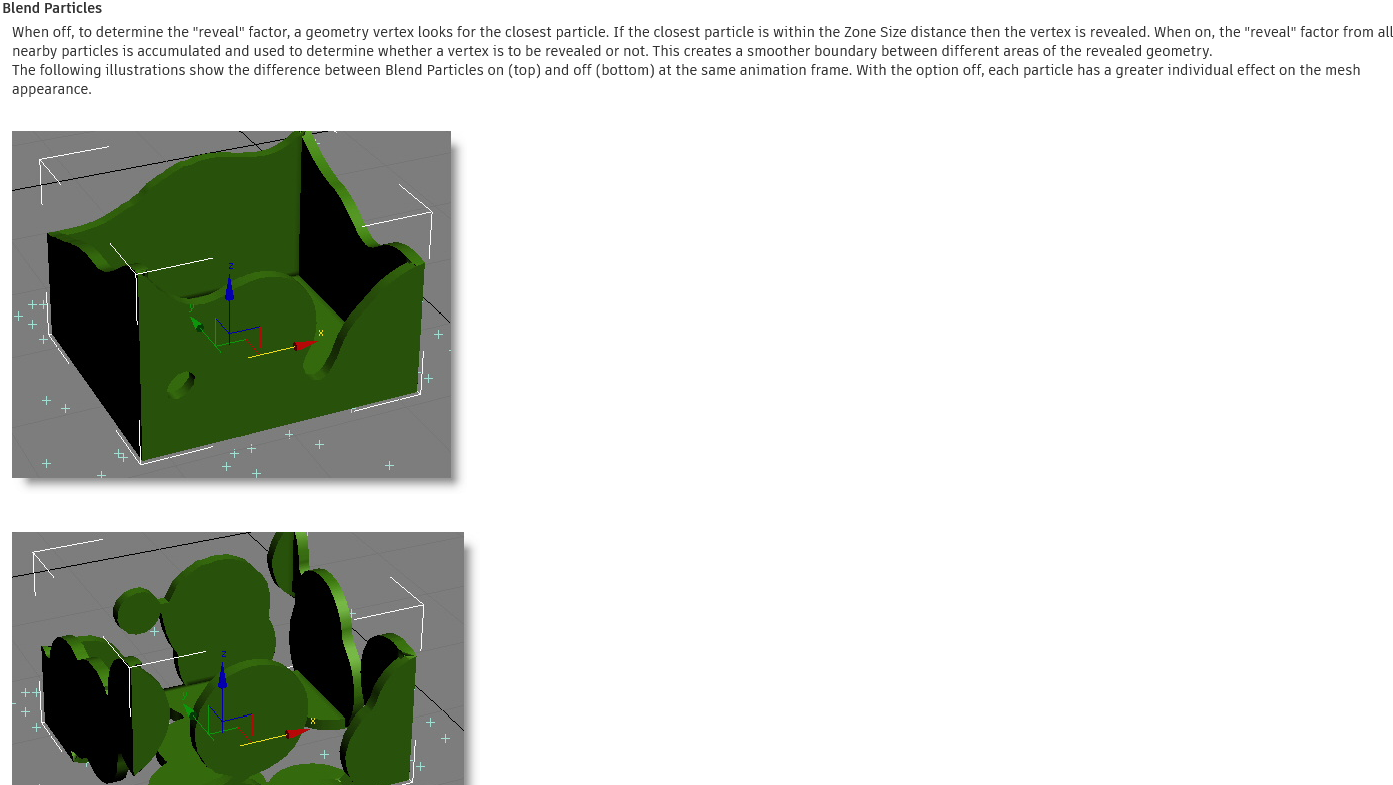 Blend Particles
When off, to determine the "reveal" factor, a geometry vertex looks for the closest particle. If the closest particle is within the Zone Size distance then the vertex is revealed. When on, the "reveal" factor from all
nearby particles is accumulated and used to determine whether a vertex is to be revealed or not. This creates a smoother boundary between different areas of the revealed geometry.
The following illustrations show the difference between Blend Particles on (top) and off (bottom) at the same animation frame. With the option off, each particle has a greater individual effect on the mesh
appearance.
z
y
x
z
y
x